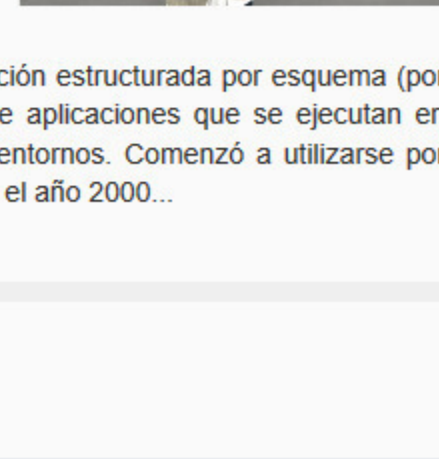 ción estructurada por esquema (por
e aplicaciones que se ejecutan en
entornos. Comenzó a utilizarse por
el año 2000...